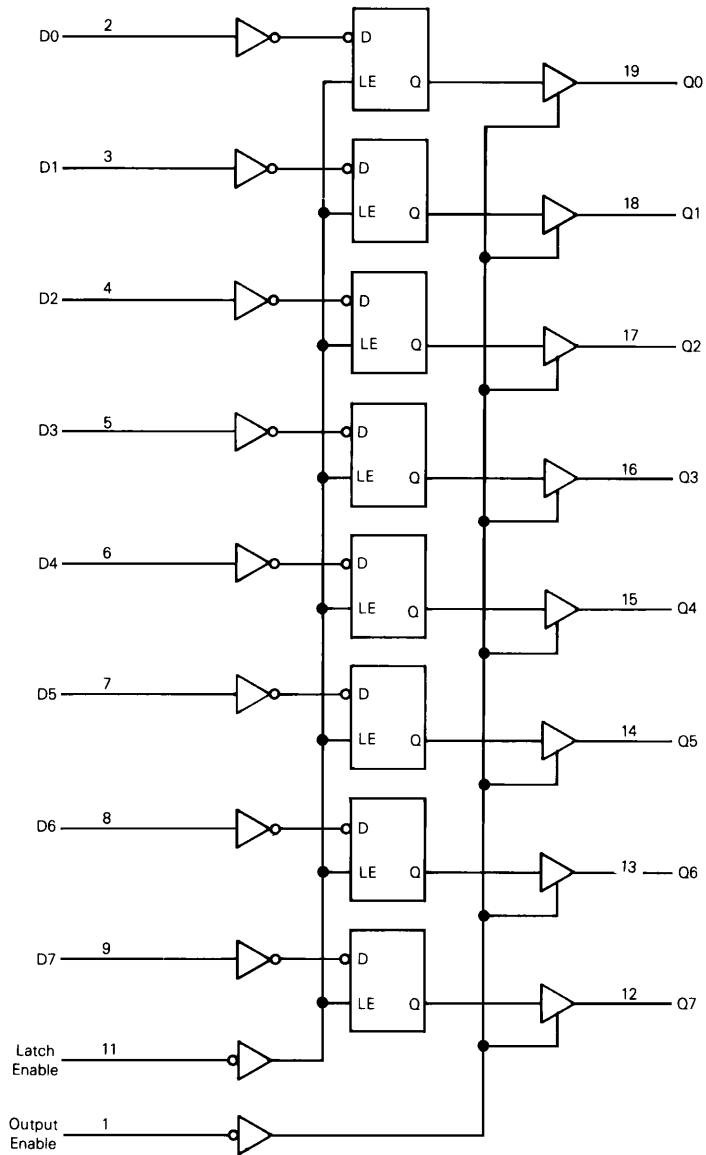 D0 2 D
LE Q 19 Q0
D1 3 D
LE Q 18 Q1
D2 4 D
LE Q 17 Q2
D3 5 D
LE Q 16 Q3
D4 6 D
LE Q 15 Q4
D5 7 D
LE Q 14 Q5
D6 8 D
LE Q 13 Q6
D7 9 D
LE Q 12 Q7
Latch 11
Enable
Output 1
Enable